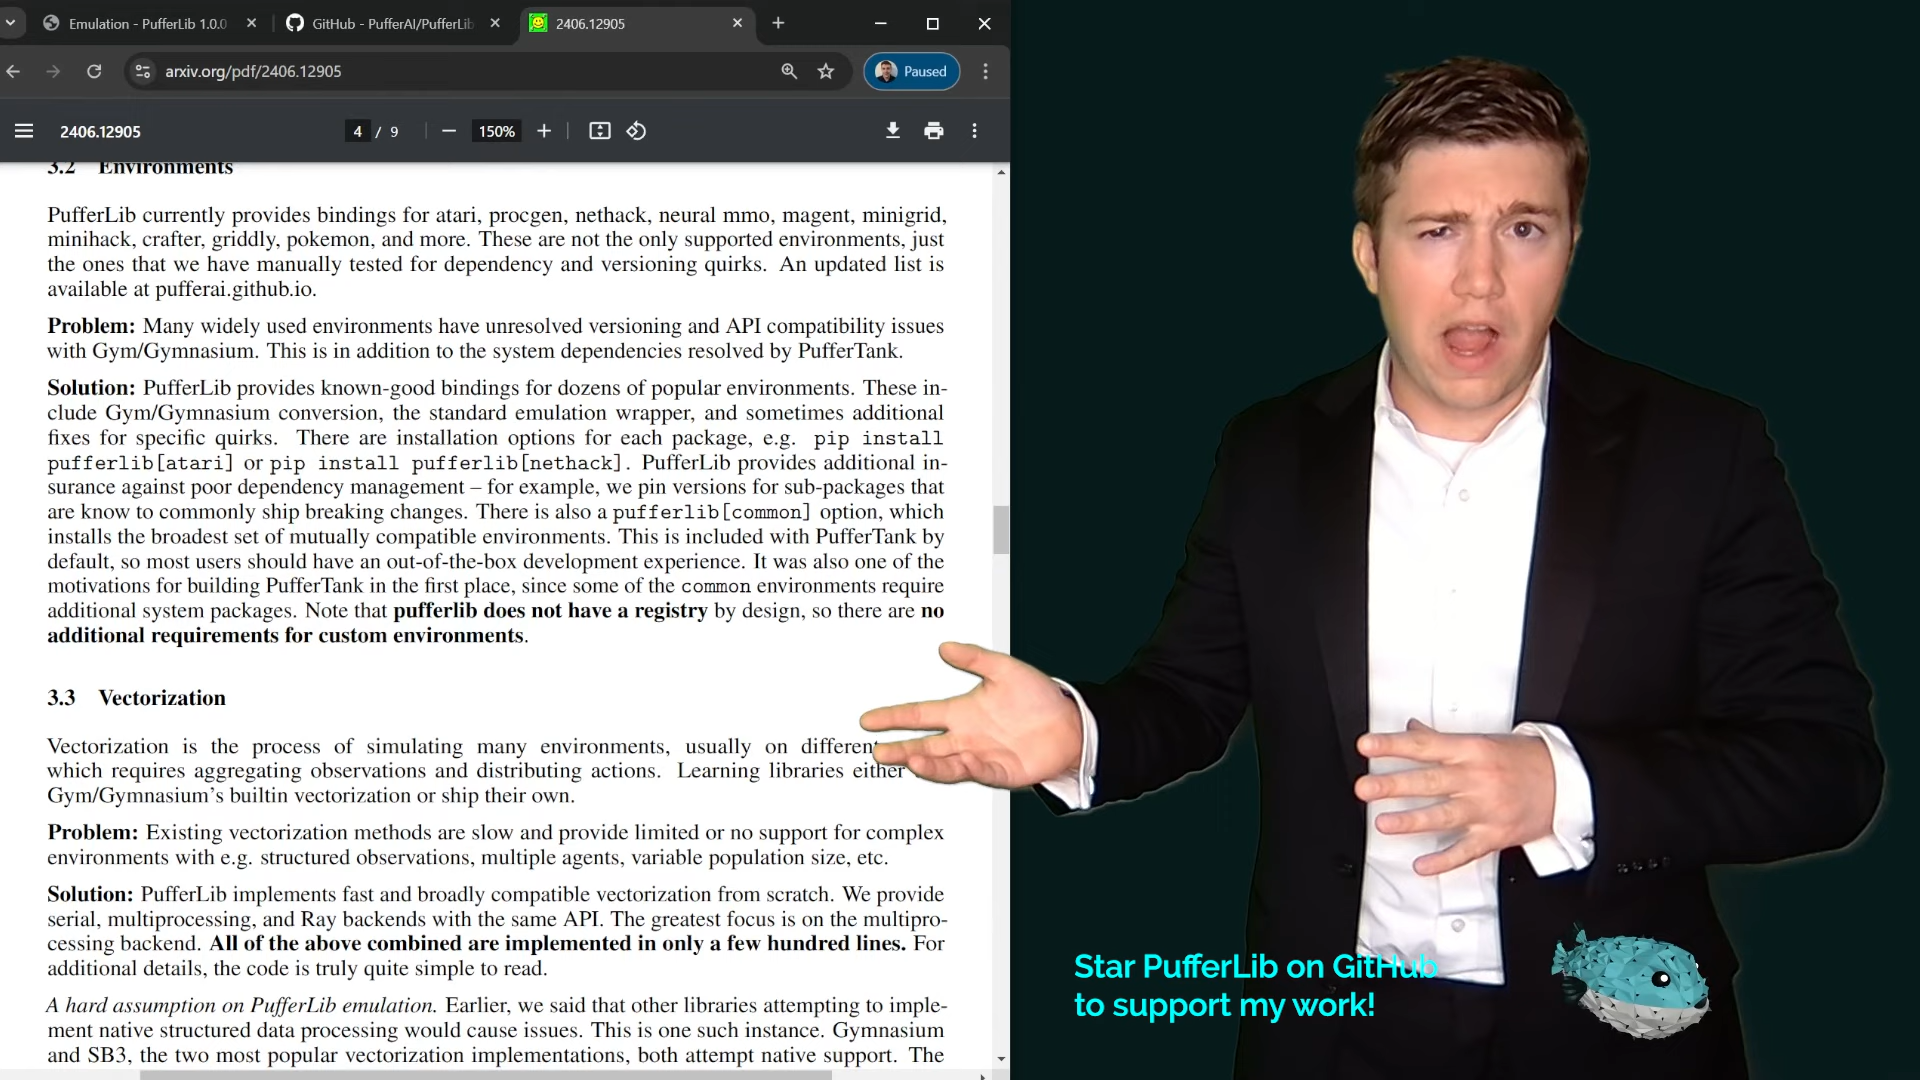 Emulation - PufferLib 1.0.0
GitHub - PufferAI/PufferLib
2406.12905
arxiv.org/pdf/2406.12905
Paused
2406.12905
4 / 9
150%
3.2 Environments
PufferLib currently provides bindings for atari, procgen, nethack, neural mmo, magent, minigrid,
minihack, crafter, griddly, pokemon, and more. These are not the only supported environments, just
the ones that we have manually tested for dependency and versioning quirks. An updated list is
available at pufferai.github.io.
Problem: Many widely used environments have unresolved versioning and API compatibility issues
with Gym/Gymnasium. This is in addition to the system dependencies resolved by PufferTank.
Solution: PufferLib provides known-good bindings for dozens of popular environments. These in-
clude Gym/Gymnasium conversion, the standard emulation wrapper, and sometimes additional
fixes for specific quirks. There are installation options for each package, e.g. pip install
pufferlib[atari] or pip install pufferlib[nethack]. PufferLib provides additional in-
surance against poor dependency management – for example, we pin versions for sub-packages that
are know to commonly ship breaking changes. There is also a pufferlib[common] option, which
installs the broadest set of mutually compatible environments. This is included with PufferTank by
default, so most users should have an out-of-the-box development experience. It was also one of the
motivations for building PufferTank in the first place, since some of the common environments require
additional system packages. Note that pufferlib does not have a registry by design, so there are no
additional requirements for custom environments.
3.3 Vectorization
Vectorization is the process of simulating many environments, usually on different
which requires aggregating observations and distributing actions. Learning libraries either
Gym/Gymnasium's builtin vectorization or ship their own.
Problem: Existing vectorization methods are slow and provide limited or no support for complex
environments with e.g. structured observations, multiple agents, variable population size, etc.
Solution: PufferLib implements fast and broadly compatible vectorization from scratch. We provide
serial, multiprocessing, and Ray backends with the same API. The greatest focus is on the multipro-
cessing backend. All of the above combined are implemented in only a few hundred lines. For
additional details, the code is truly quite simple to read.
A hard assumption on PufferLib emulation. Earlier, we said that other libraries attempting to imple-
ment native structured data processing would cause issues. This is one such instance. Gymnasium
and SB3, the two most popular vectorization implementations, both attempt native support. The
Star PufferLib on GitHub
to support my work!